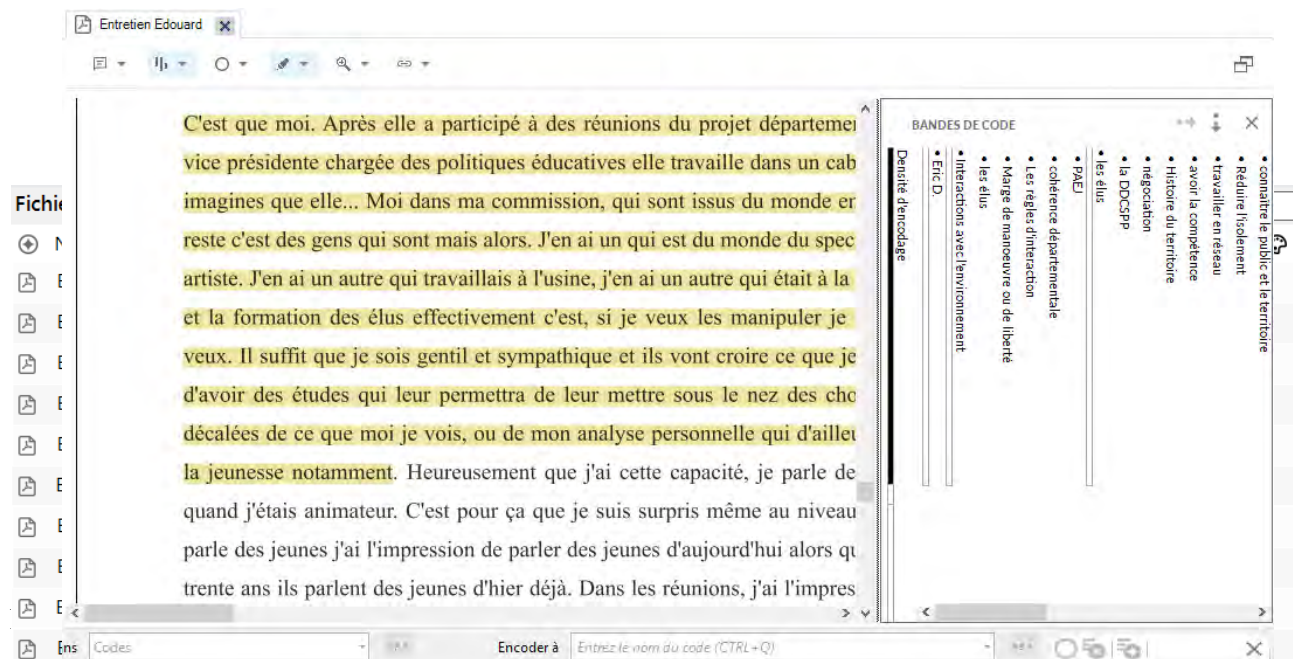 Entretien Edouard
C'est que moi. Après elle a participé à des réunions du projet départemen
vice présidente chargée des politiques éducatives elle travaille dans un cab
imagines que elle... Moi dans ma commission, qui sont issus du monde en
reste c'est des gens qui sont mais alors. J'en ai un qui est du monde du spec
artiste. J'en ai un autre qui travaillais à l'usine, j'en ai un autre qui était à la
et la formation des élus effectivement c'est, si je veux les manipuler je
veux. Il suffit que je sois gentil et sympathique et ils vont croire ce que je
d'avoir des études qui leur permettra de leur mettre sous le nez des cho
décalées de ce que moi je vois, ou de mon analyse personnelle qui d'ailleu
la jeunesse notamment. Heureusement que j'ai cette capacité, je parle de
quand j'étais animateur. C'est pour ça que je suis surpris même au niveau
parle des jeunes j'ai l'impression de parler des jeunes d'aujourd'hui alors qu
trente ans ils parlent des jeunes d'hier déjà. Dans les réunions, j'ai l'impres
BANDES DE CODE
Densité d'encodage
• Eric D.
• Interactions avec l'environnement
• les élus
• Marge de manoeuvre ou de liberté
• Les règles d'interaction
• cohérence départementale
• PAEJ
• les élus
• la DDCSPP
• négociation
• Histoire du territoire
• avoir la compétence
• travailler en réseau
• Réduire l'isolement
• connaître le public et le territoire
Fichie
N
E
E
E
E
E
E
E
E
E
Ens
Codes
Encoder à
Entrez le nom du code (CTRL+Q)